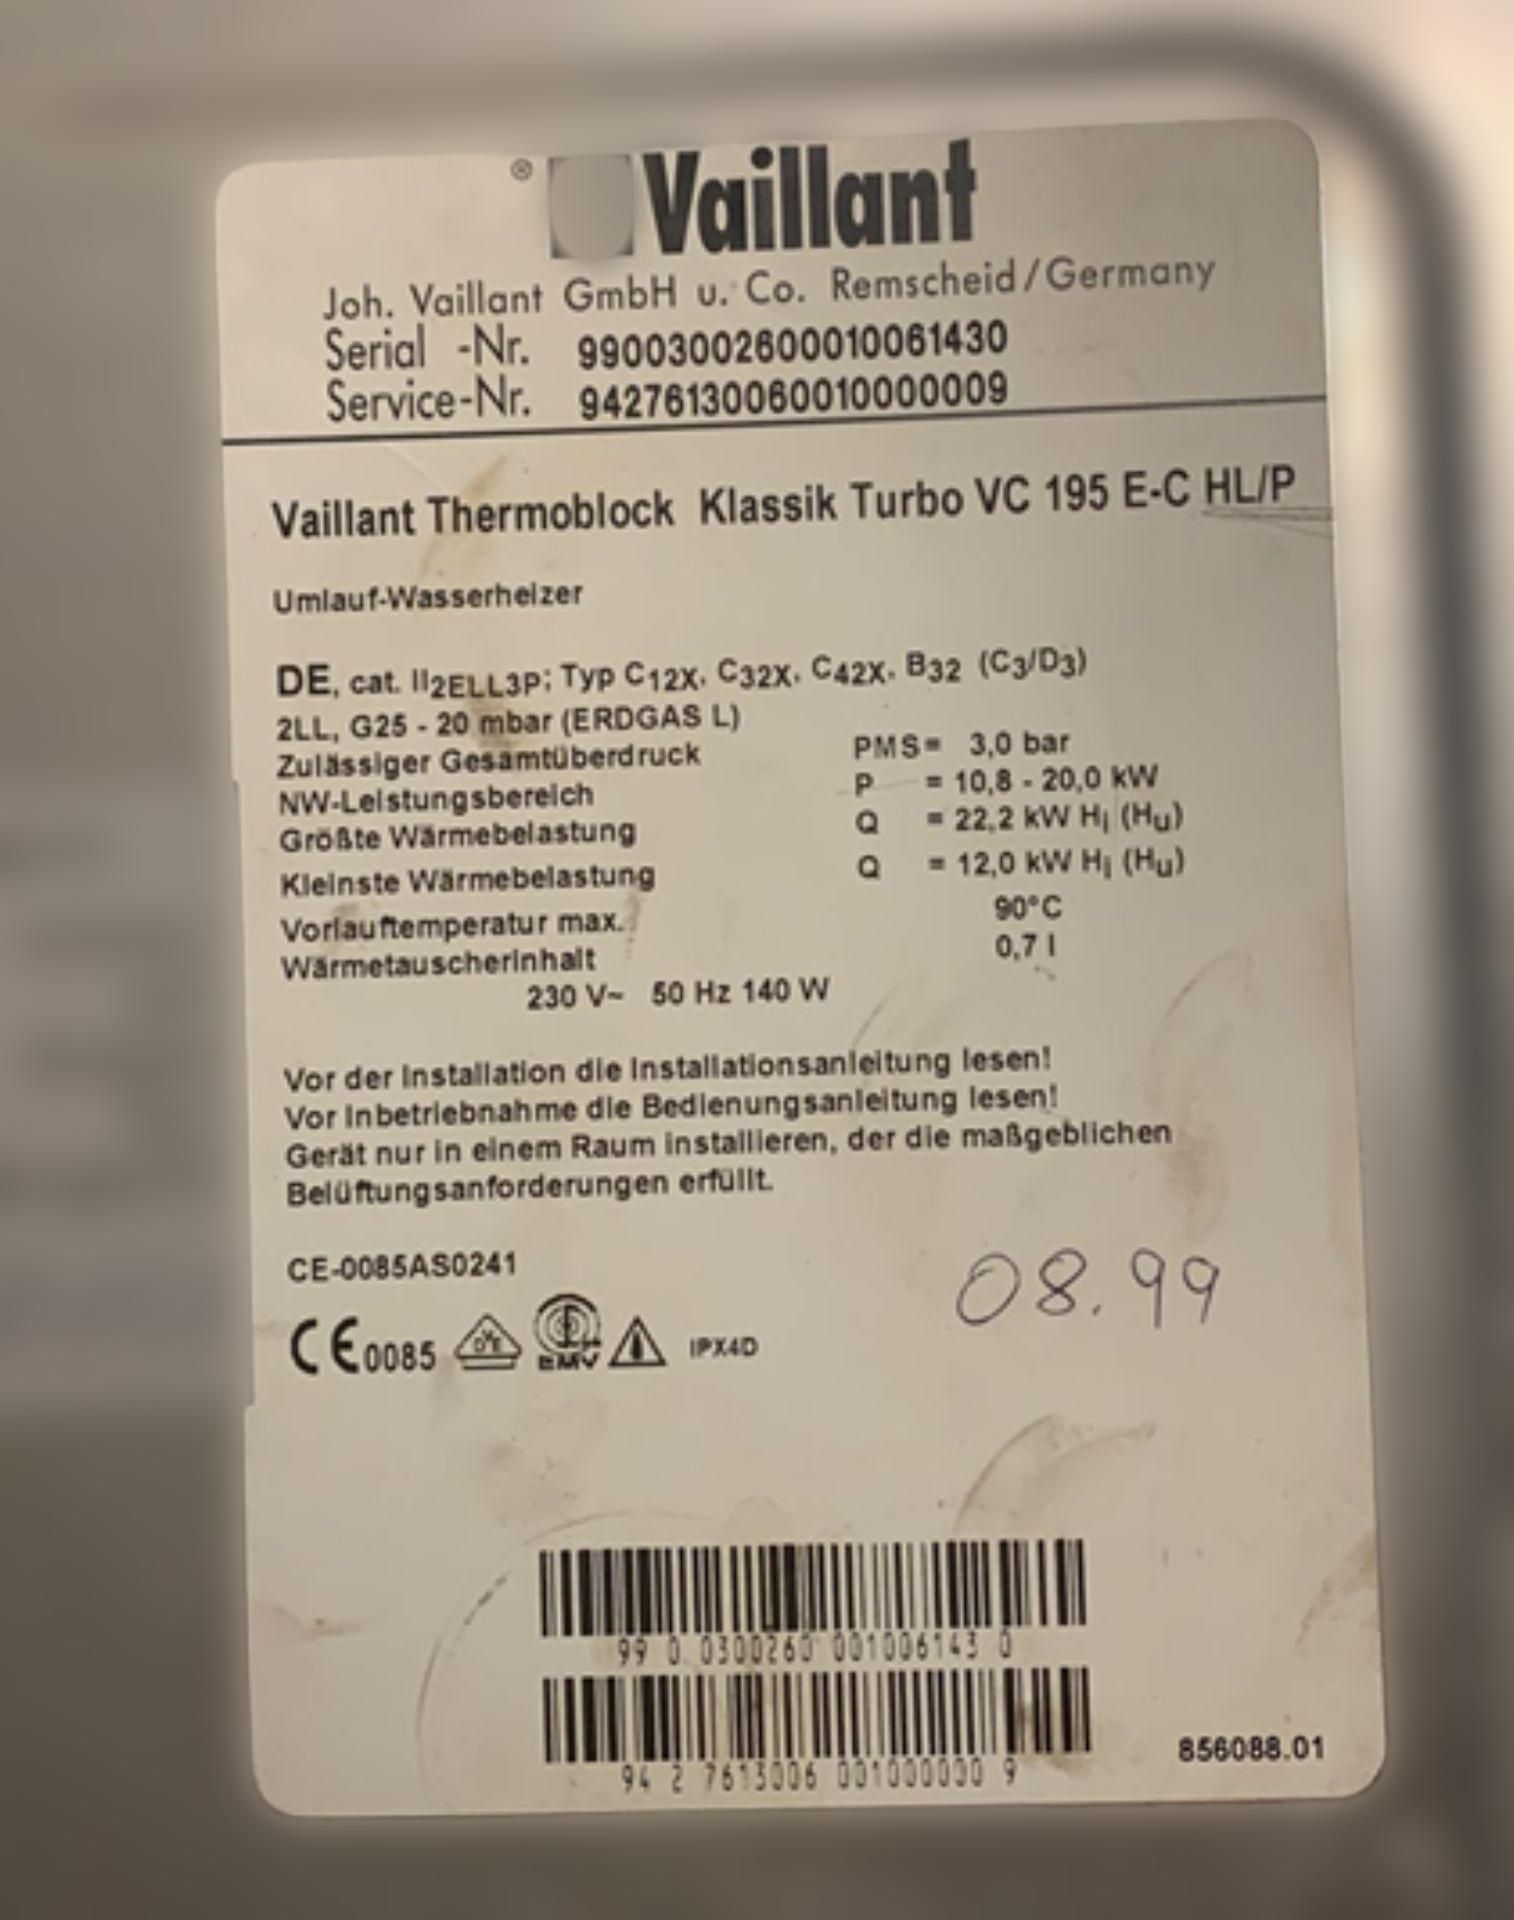 ® Vaillant
Joh. Vaillant GmbH u. Co. Remscheid/Germany
Serial -Nr. 990030026000010061430
Service-Nr. 942761300600010000009
Vaillant Thermoblock Klassik Turbo VC 195 E-C HL/P
Umlauf-Wasserheizer
DE, cat. II2ELL3P; Typ C12X, C32X, C42X, B32 (C3/D3)
2LL, G25 - 20 mbar (ERDGAS L)
Zulässiger Gesamtüberdruck PMS= 3,0 bar
NW-Leistungsbereich P = 10,8 - 20,0 kW
Größte Wärmebelastung Q = 22,2 kW Hi (Hu)
Kleinste Wärmebelastung Q = 12,0 kW Hi (Hu)
Vorlauftemperatur max. 90°C
Wärmetauscherinhalt 0,7 l
230 V~ 50 Hz 140 W
Vor der Installation die Installationsanleitung lesen!
Vor Inbetriebnahme die Bedienungsanleitung lesen!
Gerät nur in einem Raum installieren, der die maßgeblichen
Belüftungsanforderungen erfüllt.
CE-0085AS0241
08.99
CE 0085 DVE EMV IPX4D
99 0 0300260 001006143 0
94 2 7613006 001000000 9
856088.01